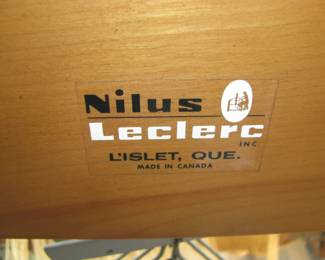 Nilus
Leclerc
INC
L'ISLET, QUE.
MADE IN CANADA